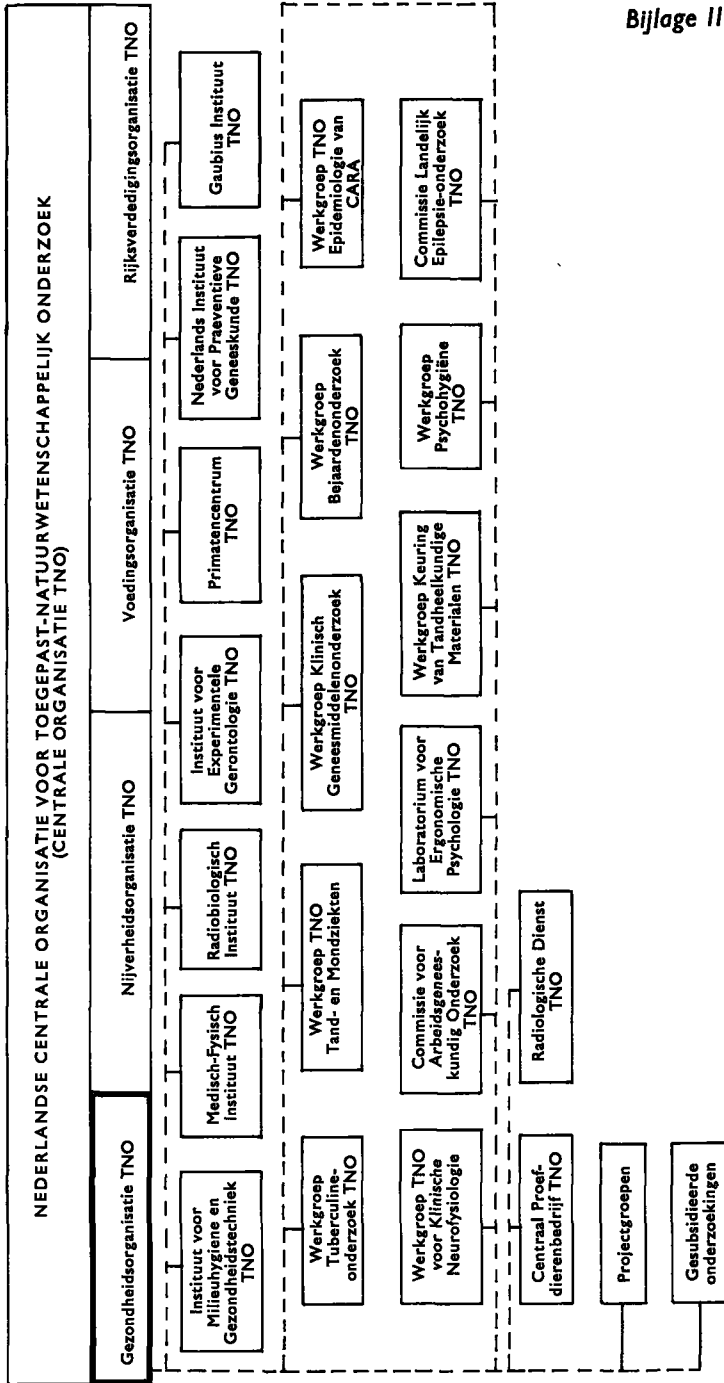 Bijlage II
NEDERLANDSE CENTRALE ORGANISATIE VOOR TOEGEPAST-NATUURWETENSCHAPPELIJK ONDERZOEK
(CENTRALE ORGANISATIE TNO)
Gezondheidsorganisatie TNO
Nijverheidsorganisatie TNO
Voedingsorganisatie TNO
Rijksverdedigingsorganisatie TNO
Instituut voor
Milieuhygiene en
Gezondheidstechniek
TNO
Medisch-Fysisch
Instituut TNO
Radiobiologisch
Instituut TNO
Instituut voor
Experimentele
Gerontologie TNO
Primatencentrum
TNO
Nederlands Instituut
voor Praeventieve
Geneeskunde TNO
Gaubius Instituut
TNO
Werkgroep
Tuberculine-
onderzoek TNO
Werkgroep TNO
Tand- en Mondziekten
Werkgroep Klinisch
Geneesmiddelenonderzoek
TNO
Werkgroep
Bejaardenonderzoek
TNO
Werkgroep TNO
Epidemiologie van
CARA
Werkgroep TNO
voor Klinische
Neurofysiologie
Commissie voor
Arbeidsgenees-
kundig Onderzoek
TNO
Laboratorium voor
Ergonomische
Psychologie TNO
Werkgroep Keuring
van Tandheelkundige
Materialen TNO
Werkgroep
Psychohygiëne
TNO
Commissie Landelijk
Epilepsie-onderzoek
TNO
Centraal Proef-
dierenbedrijf TNO
Radiologische Dienst
TNO
Projectgroepen
Gesubsidieerde
onderzoekingen